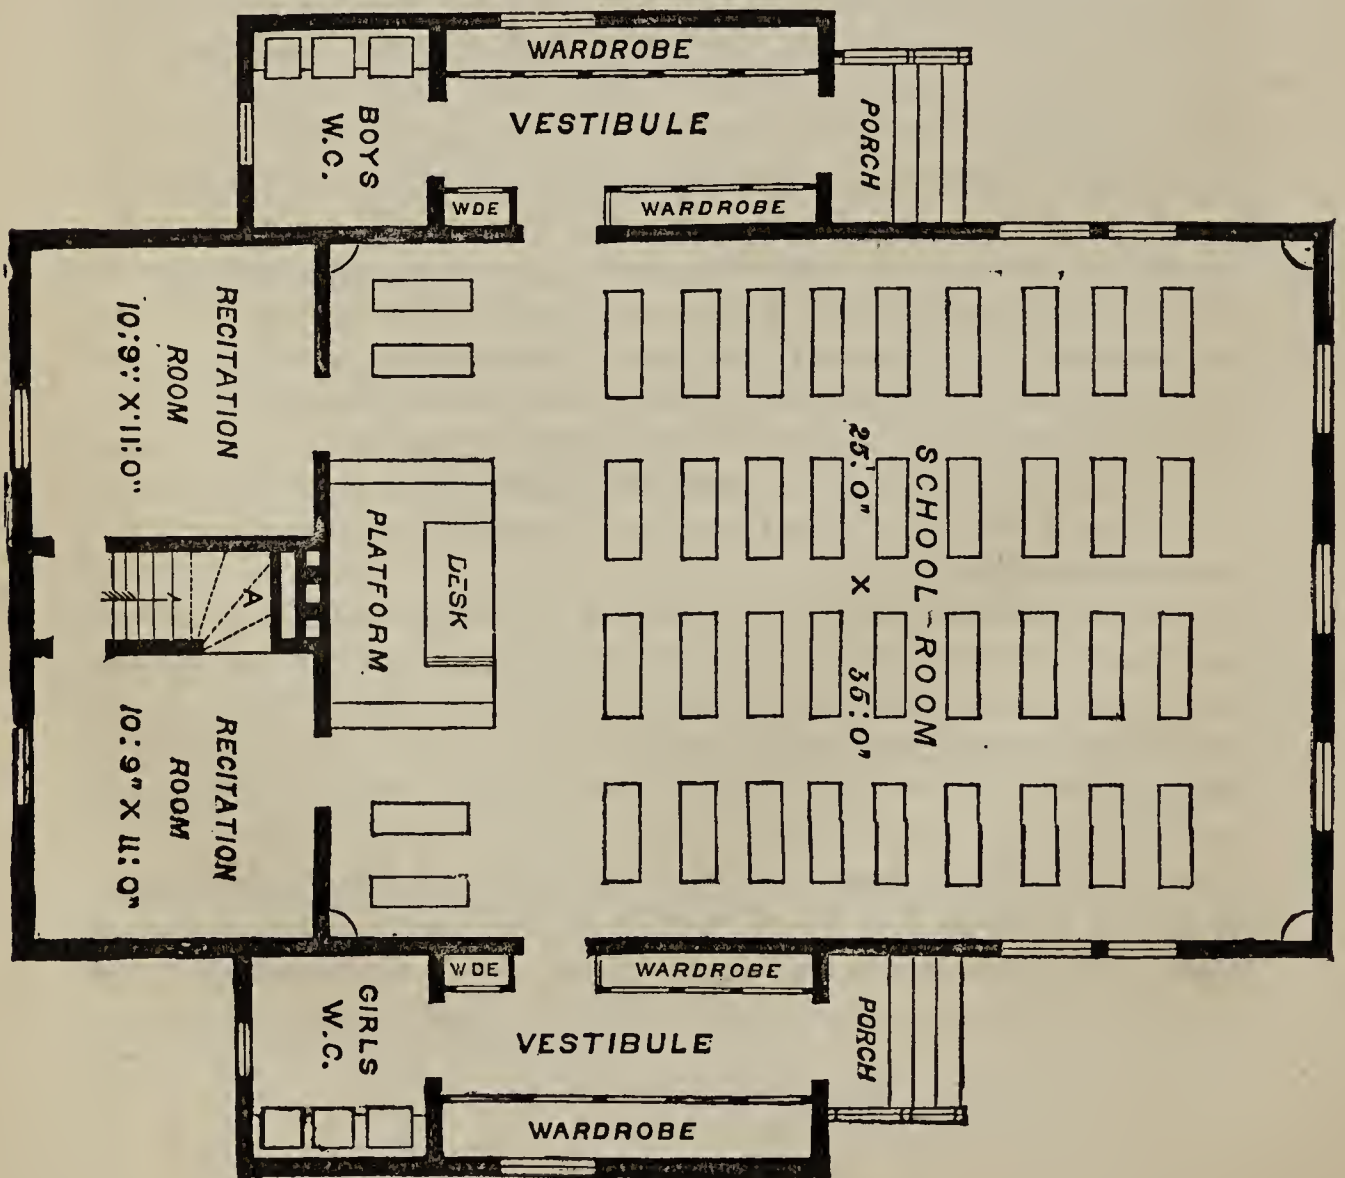 WARDROBE
VESTIBULE
BOYS
W.C.
PORCH
WDE
WARDROBE
RECITATION
ROOM
10':9" X 11':0"
PLATFORM
DESK
SCHOOL-ROOM
25'.0" X 35':0"
A
RECITATION
ROOM
10':9" X 11':0"
WDE
WARDROBE
GIRLS
W.C.
VESTIBULE
PORCH
WARDROBE